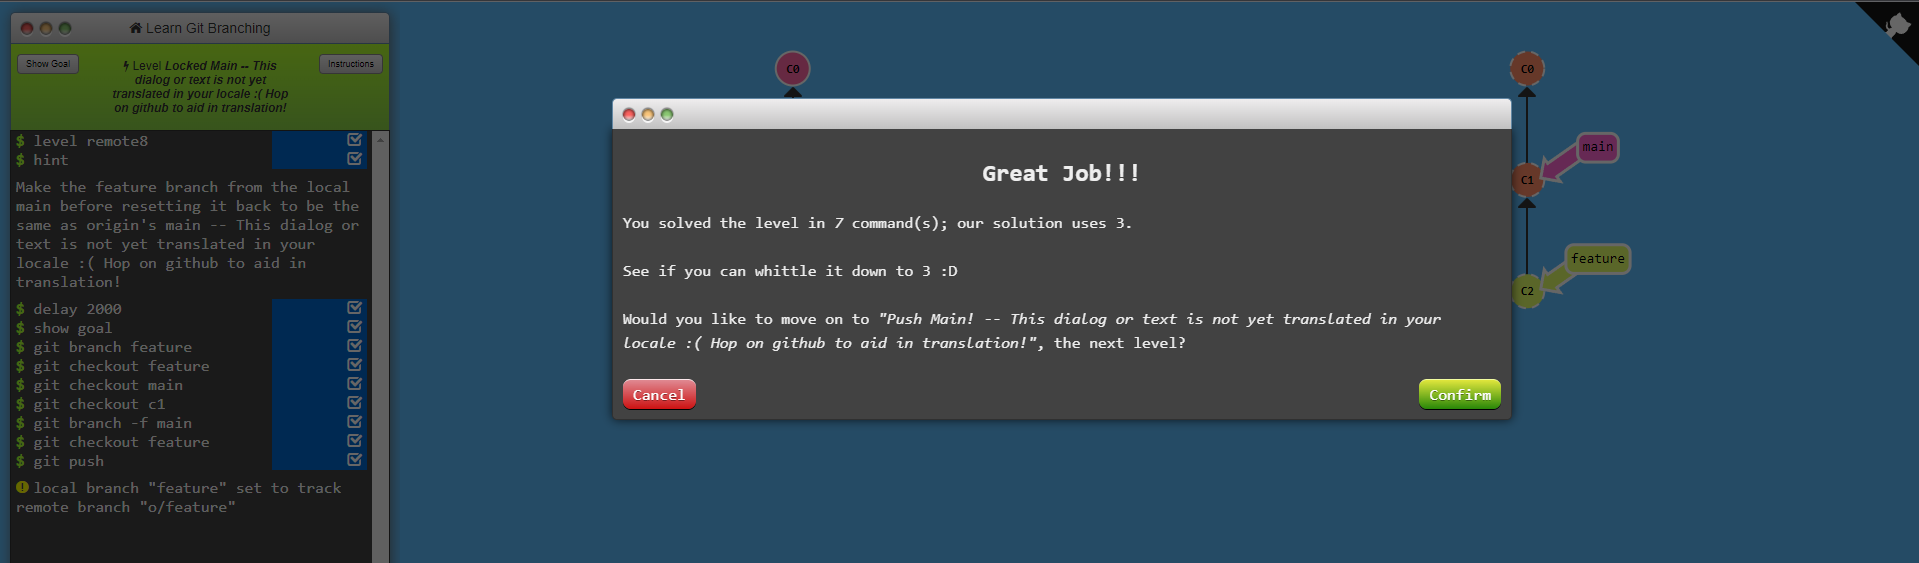 Learn Git Branching
Show Goal
Level Locked Main -- This
dialog or text is not yet
translated in your locale :( Hop
on github to aid in translation!
Instructions
$ level remote8
$ hint
Make the feature branch from the local
main before resetting it back to be the
same as origin's main -- This dialog or
text is not yet translated in your
locale :( Hop on github to aid in
translation!
$ delay 2000
$ show goal
$ git branch feature
$ git checkout feature
$ git checkout main
$ git checkout c1
$ git branch -f main
$ git checkout feature
$ git push
local branch "feature" set to track
remote branch "o/feature"
C0
Great Job!!!
You solved the level in 7 command(s); our solution uses 3.
See if you can whittle it down to 3 :D
Would you like to move on to "Push Main! -- This dialog or text is not yet translated in your
locale :( Hop on github to aid in translation!", the next level?
Cancel
Confirm
C0
main
C1
feature
C2